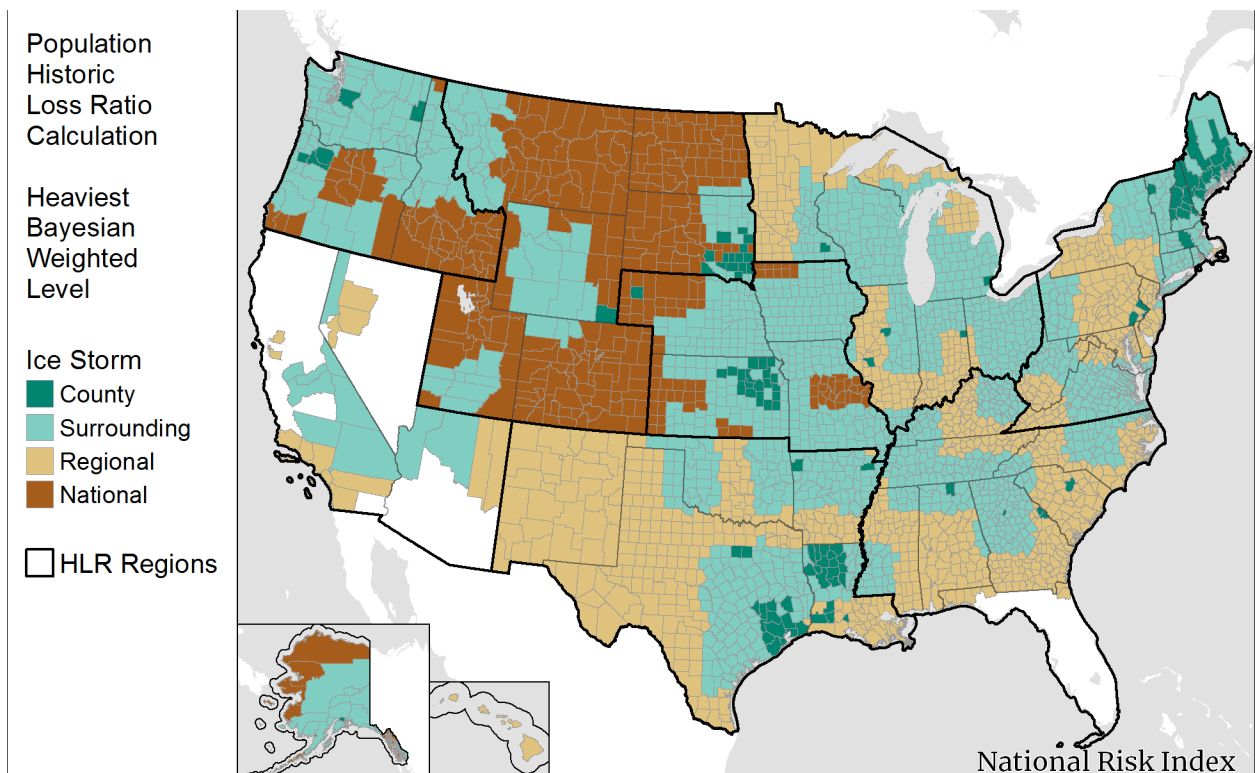 Population
Historic
Loss Ratio
Calculation
Heaviest
Bayesian
Weighted
Level
Ice Storm
County
Surrounding
Regional
National
HLR Regions
National Risk Index